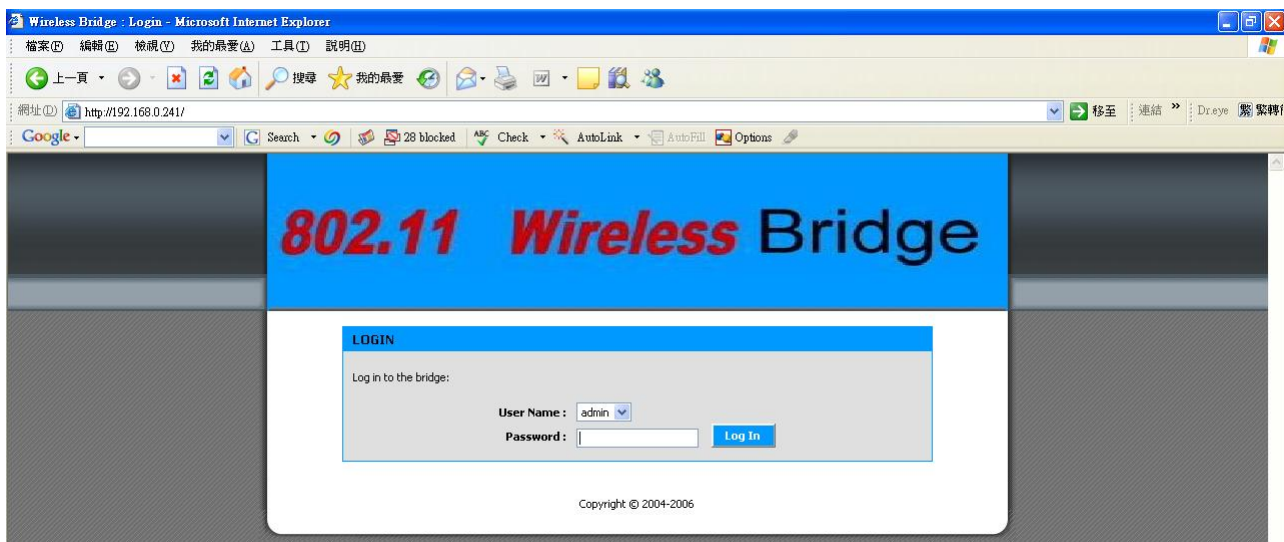 Wireless Bridge : Login - Microsoft Internet Explorer
檔案(F) 編輯(E) 檢視(V) 我的最愛(A) 工具(T) 說明(H)
上一頁 搜尋 我的最愛
網址(D) http://192.168.0.241/ 移至 連結 » Dr.eye 繁
Google G Search 28 blocked ABC Check AutoLink AutoFill Options
802.11 Wireless Bridge
LOGIN
Log in to the bridge:
User Name : admin
Password : Log In
Copyright © 2004-2006